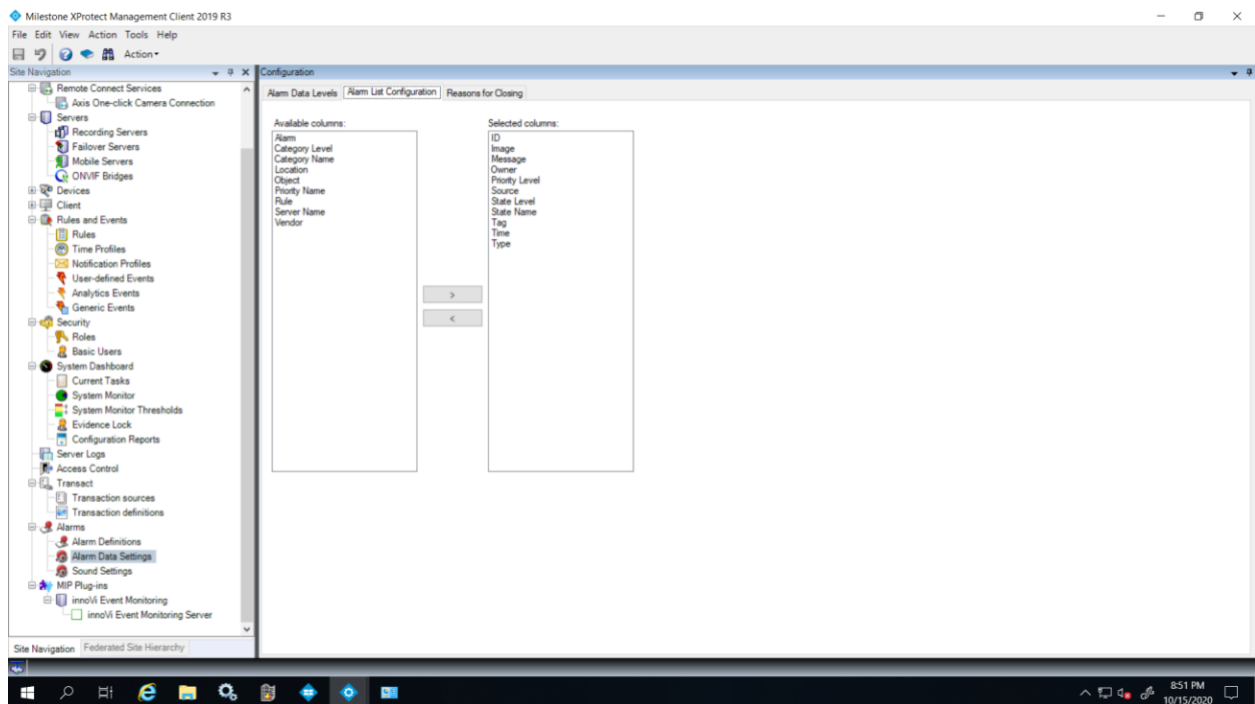 Milestone XProtect Management Client 2019 R3
File Edit View Action Tools Help
Action
Site Navigation
Remote Connect Services
Axis One-click Camera Connection
Servers
Recording Servers
Failover Servers
Mobile Servers
ONVIF Bridges
Devices
Client
Rules and Events
Rules
Time Profiles
Notification Profiles
User-defined Events
Analytics Events
Generic Events
Security
Roles
Basic Users
System Dashboard
Current Tasks
System Monitor
System Monitor Thresholds
Evidence Lock
Configuration Reports
Server Logs
Access Control
Transact
Transaction sources
Transaction definitions
Alarms
Alarm Definitions
Alarm Data Settings
Sound Settings
MIP Plug-ins
innoVi Event Monitoring
innoVi Event Monitoring Server
Site Navigation Federated Site Hierarchy
Configuration
Alarm Data Levels Alarm List Configuration Reasons for Closing
Available columns:
Alarm
Category Level
Category Name
Location
Object
Priority Name
Rule
Server Name
Vendor
>
<
Selected columns:
ID
Image
Message
Owner
Priority Level
Source
State Level
State Name
Tag
Time
Type
8:51 PM
10/15/2020